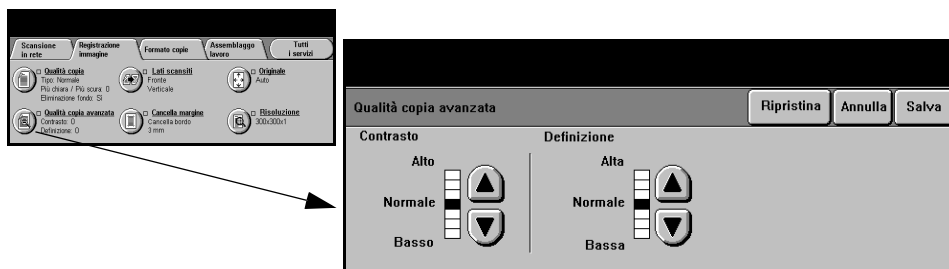 Scansione
in rete
Registrazione
immagine
Formato copie
Assemblaggo
lavoro
Tutti
i servizi
Qualità copia
Tipo: Normale
Più chiara / Più scura: 0
Eliminazione fondo: Sì
Lati scansiti
Fronte
Verticale
Originale
Auto
Qualità copia avanzata
Contrasto: 0
Definizione: 0
Cancella margine
Cancella bordo
3 mm
Risoluzione
300x300x1
Qualità copia avanzata
Ripristina
Annulla
Salva
Contrasto
Alto
Normale
Basso
Definizione
Alta
Normale
Bassa